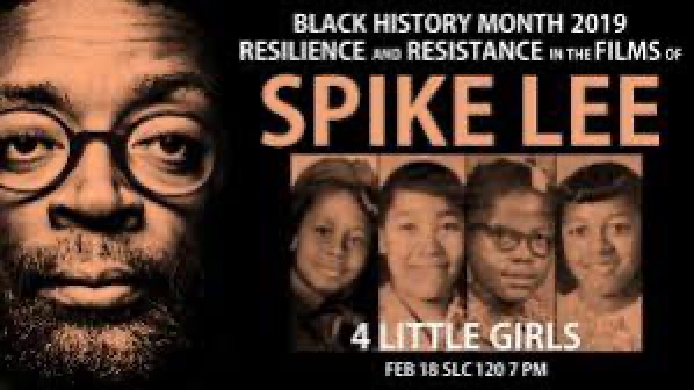 BLACK HISTORY MONTH 2019
RESILIENCE AND RESISTANCE IN THE FILMS OF
SPIKE LEE
4 LITTLE GIRLS
FEB 18 SLC 120 7 PM